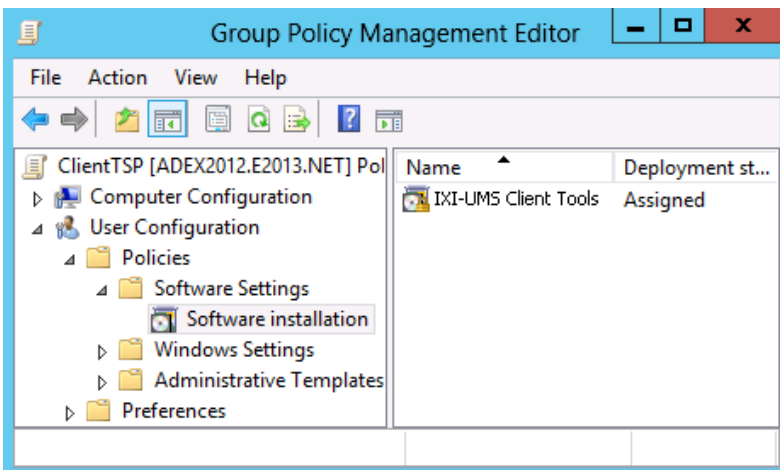 Group Policy Management Editor
File Action View Help
ClientTSP [ADEX2012.E2013.NET] Pol
Computer Configuration
User Configuration
Policies
Software Settings
Software installation
Windows Settings
Administrative Templates
Preferences
Name Deployment st...
IXI-UMS Client Tools Assigned